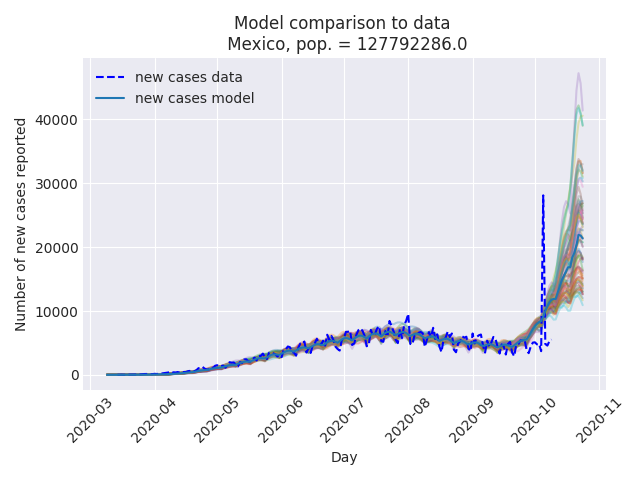 Model comparison to data
Mexico, pop. = 127792286.0
new cases data
new cases model
Number of new cases reported
40000
30000
20000
10000
0
2020-03
2020-04
2020-05
2020-06
2020-07
2020-08
2020-09
2020-10
2020-11
Day